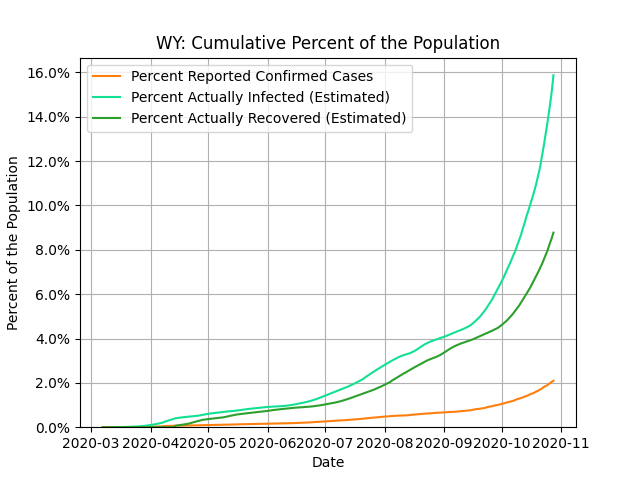 WY: Cumulative Percent of the Population
Percent Reported Confirmed Cases
Percent Actually Infected (Estimated)
Percent Actually Recovered (Estimated)
Percent of the Population
16.0%
14.0%
12.0%
10.0%
8.0%
6.0%
4.0%
2.0%
0.0%
2020-03 2020-04 2020-05 2020-06 2020-07 2020-08 2020-09 2020-10 2020-11
Date